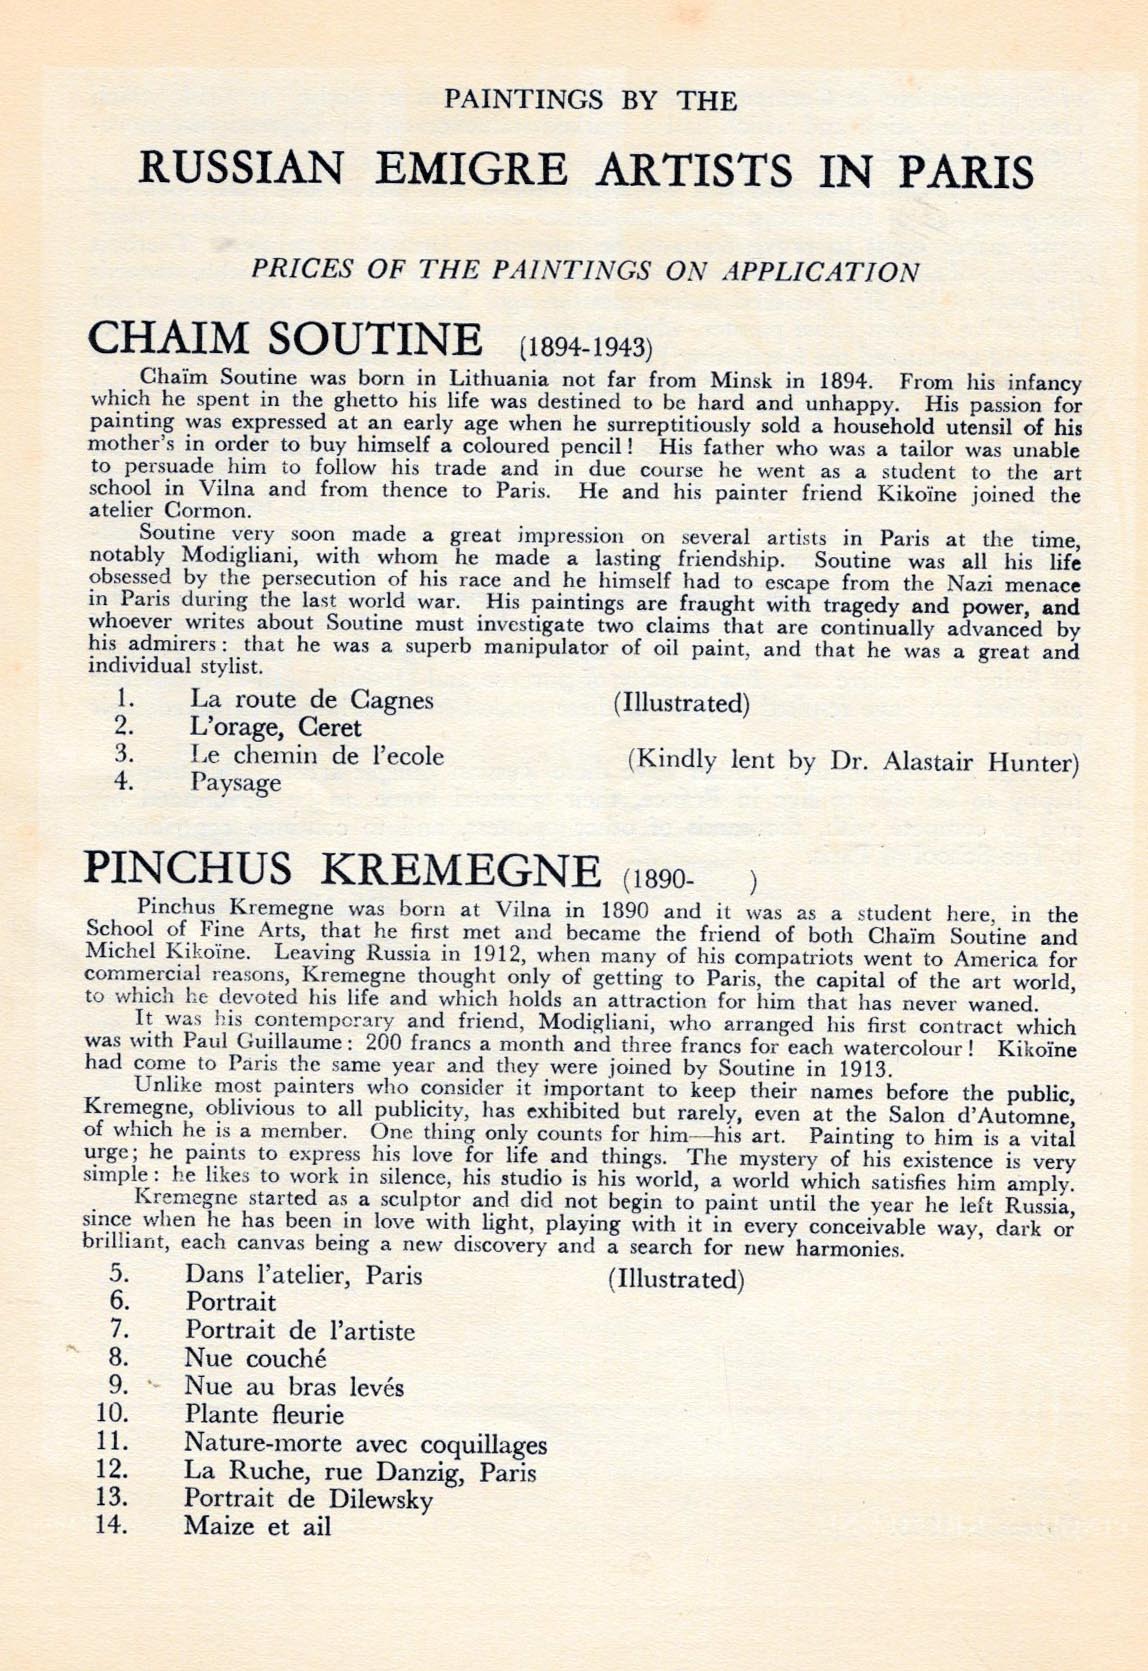 PAINTINGS BY THE
RUSSIAN EMIGRE ARTISTS IN PARIS
PRICES OF THE PAINTINGS ON APPLICATION
CHAIM SOUTINE (1894-1943)
Chaïm Soutine was born in Lithuania not far from Minsk in 1894. From his infancy
which he spent in the ghetto his life was destined to be hard and unhappy. His passion for
painting was expressed at an early age when he surreptitiously sold a household utensil of his
mother's in order to buy himself a coloured pencil! His father who was a tailor was unable
to persuade him to follow his trade and in due course he went as a student to the art
school in Vilna and from thence to Paris. He and his painter friend Kikoïne joined the
atelier Cormon.
Soutine very soon made a great impression on several artists in Paris at the time,
notably Modigliani, with whom he made a lasting friendship. Soutine was all his life
obsessed by the persecution of his race and he himself had to escape from the Nazi menace
in Paris during the last world war. His paintings are fraught with tragedy and power, and
whoever writes about Soutine must investigate two claims that are continually advanced by
his admirers: that he was a superb manipulator of oil paint, and that he was a great and
individual stylist.
1. La route de Cagnes (Illustrated)
2. L'orage, Ceret
3. Le chemin de l'ecole (Kindly lent by Dr. Alastair Hunter)
4. Paysage
PINCHUS KREMEGNE (1890- )
Pinchus Kremegne was born at Vilna in 1890 and it was as a student here, in the
School of Fine Arts, that he first met and became the friend of both Chaïm Soutine and
Michel Kikoïne. Leaving Russia in 1912, when many of his compatriots went to America for
commercial reasons, Kremegne thought only of getting to Paris, the capital of the art world,
to which he devoted his life and which holds an attraction for him that has never waned.
It was his contemporary and friend, Modigliani, who arranged his first contract which
was with Paul Guillaume: 200 francs a month and three francs for each watercolour! Kikoïne
had come to Paris the same year and they were joined by Soutine in 1913.
Unlike most painters who consider it important to keep their names before the public,
Kremegne, oblivious to all publicity, has exhibited but rarely, even at the Salon d'Automne,
of which he is a member. One thing only counts for him—his art. Painting to him is a vital
urge; he paints to express his love for life and things. The mystery of his existence is very
simple: he likes to work in silence, his studio is his world, a world which satisfies him amply.
Kremegne started as a sculptor and did not begin to paint until the year he left Russia,
since when he has been in love with light, playing with it in every conceivable way, dark or
brilliant, each canvas being a new discovery and a search for new harmonies.
5. Dans l'atelier, Paris (Illustrated)
6. Portrait
7. Portrait de l'artiste
8. Nue couché
9. Nue au bras levés
10. Plante fleurie
11. Nature-morte avec coquillages
12. La Ruche, rue Danzig, Paris
13. Portrait de Dilewsky
14. Maize et ail